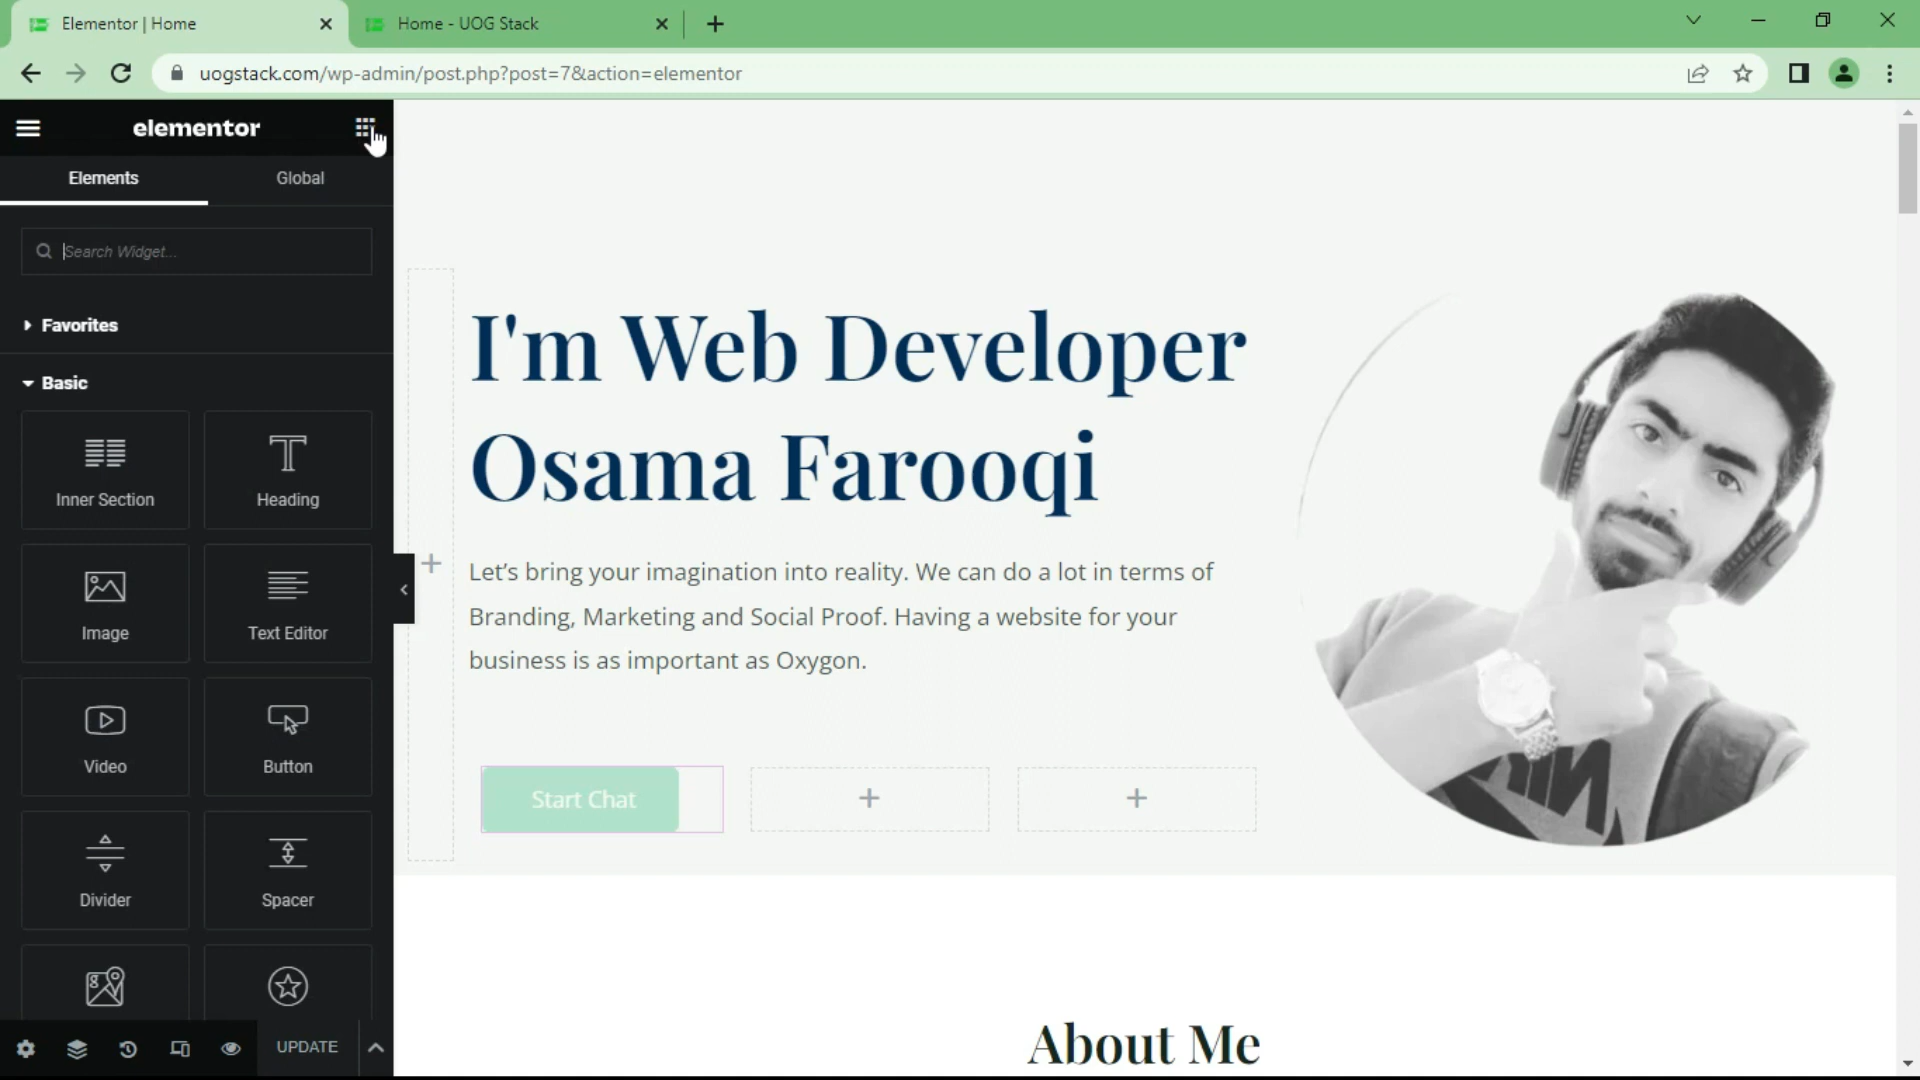 Elementor | Home
Home - UOG Stack
uogstack.com/wp-admin/post.php?post=7&action=elementor
elementor
Elements
Global
Search Widget...
Favorites
Basic
Inner Section
Heading
Image
Text Editor
Video
Button
Divider
Spacer
UPDATE
I'm Web Developer
Osama Farooqi
Let’s bring your imagination into reality. We can do a lot in terms of
Branding, Marketing and Social Proof. Having a website for your
business is as important as Oxygon.
Start Chat
About Me